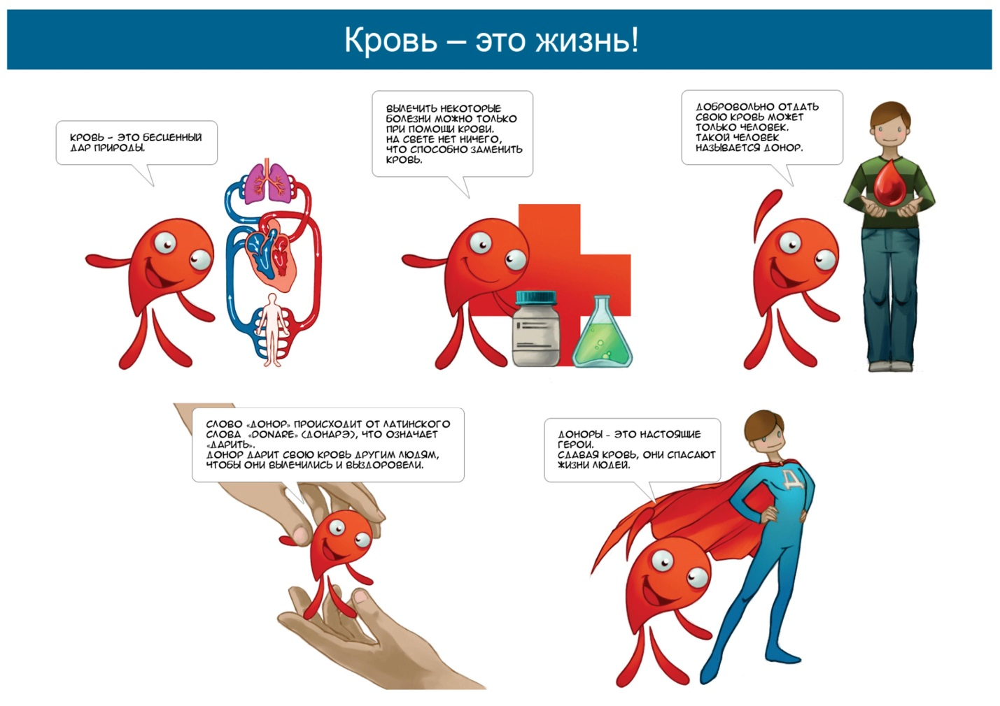 Кровь – это жизнь!
КРОВЬ - ЭТО БЕСЦЕННЫЙ
ДАР ПРИРОДЫ.
ВЫЛЕЧИТЬ НЕКОТОРЫЕ
БОЛЕЗНИ МОЖНО ТОЛЬКО
ПРИ ПОМОЩИ КРОВИ.
НА СВЕТЕ НЕТ НИЧЕГО,
ЧТО СПОСОБНО ЗАМЕНИТЬ
КРОВЬ.
ДОБРОВОЛЬНО ОТДАТЬ
СВОЮ КРОВЬ МОЖЕТ
ТОЛЬКО ЧЕЛОВЕК.
ТАКОЙ ЧЕЛОВЕК
НАЗЫВАЕТСЯ ДОНОР.
СЛОВО «ДОНОР» ПРОИСХОДИТ ОТ ЛАТИНСКОГО
СЛОВА «DONARE» (ДОНАРЭ), ЧТО ОЗНАЧАЕТ
«ДАРИТЬ».
ДОНОР ДАРИТ СВОЮ КРОВЬ ДРУГИМ ЛЮДЯМ,
ЧТОБЫ ОНИ ВЫЛЕЧИЛИСЬ И ВЫЗДОРОВЕЛИ.
ДОНОРЫ - ЭТО НАСТОЯЩИЕ
ГЕРОИ.
СДАВАЯ КРОВЬ, ОНИ СПАСАЮТ
ЖИЗНИ ЛЮДЕЙ.
Д